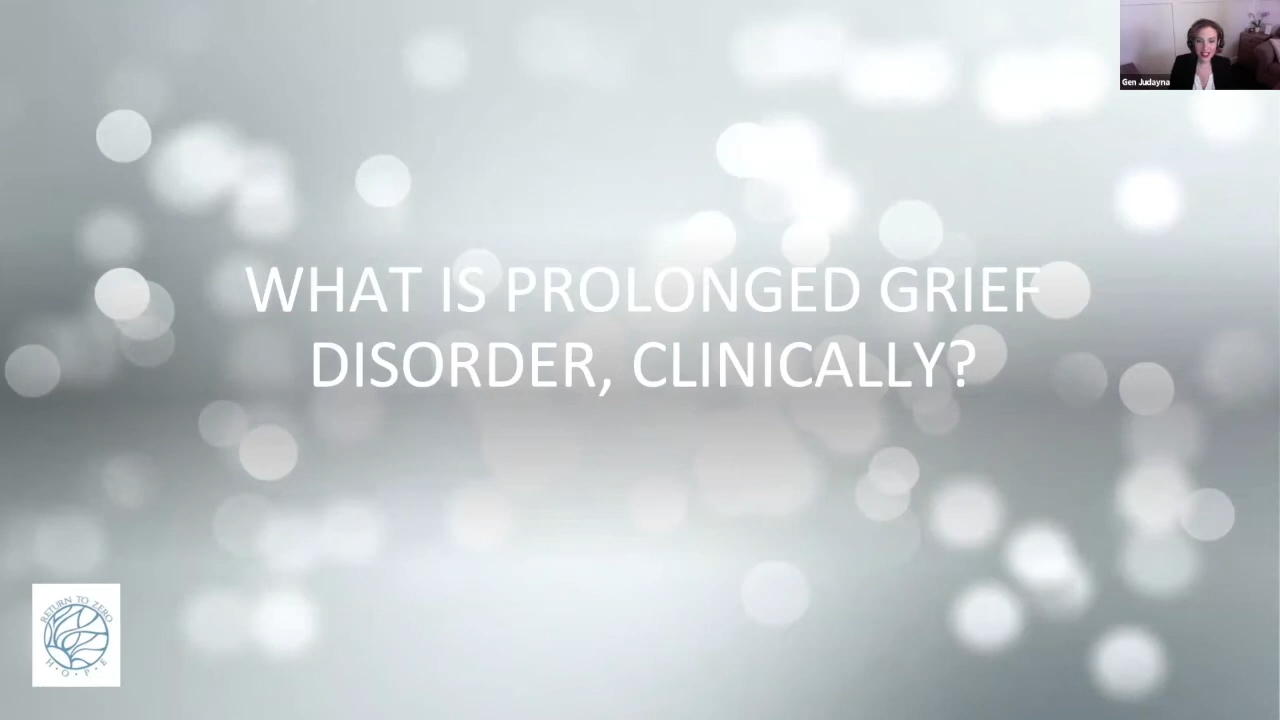 Gen Judayna
WHAT IS PROLONGED GRIEF
DISORDER, CLINICALLY?
RETURN TO ZERO
H·O·P·E